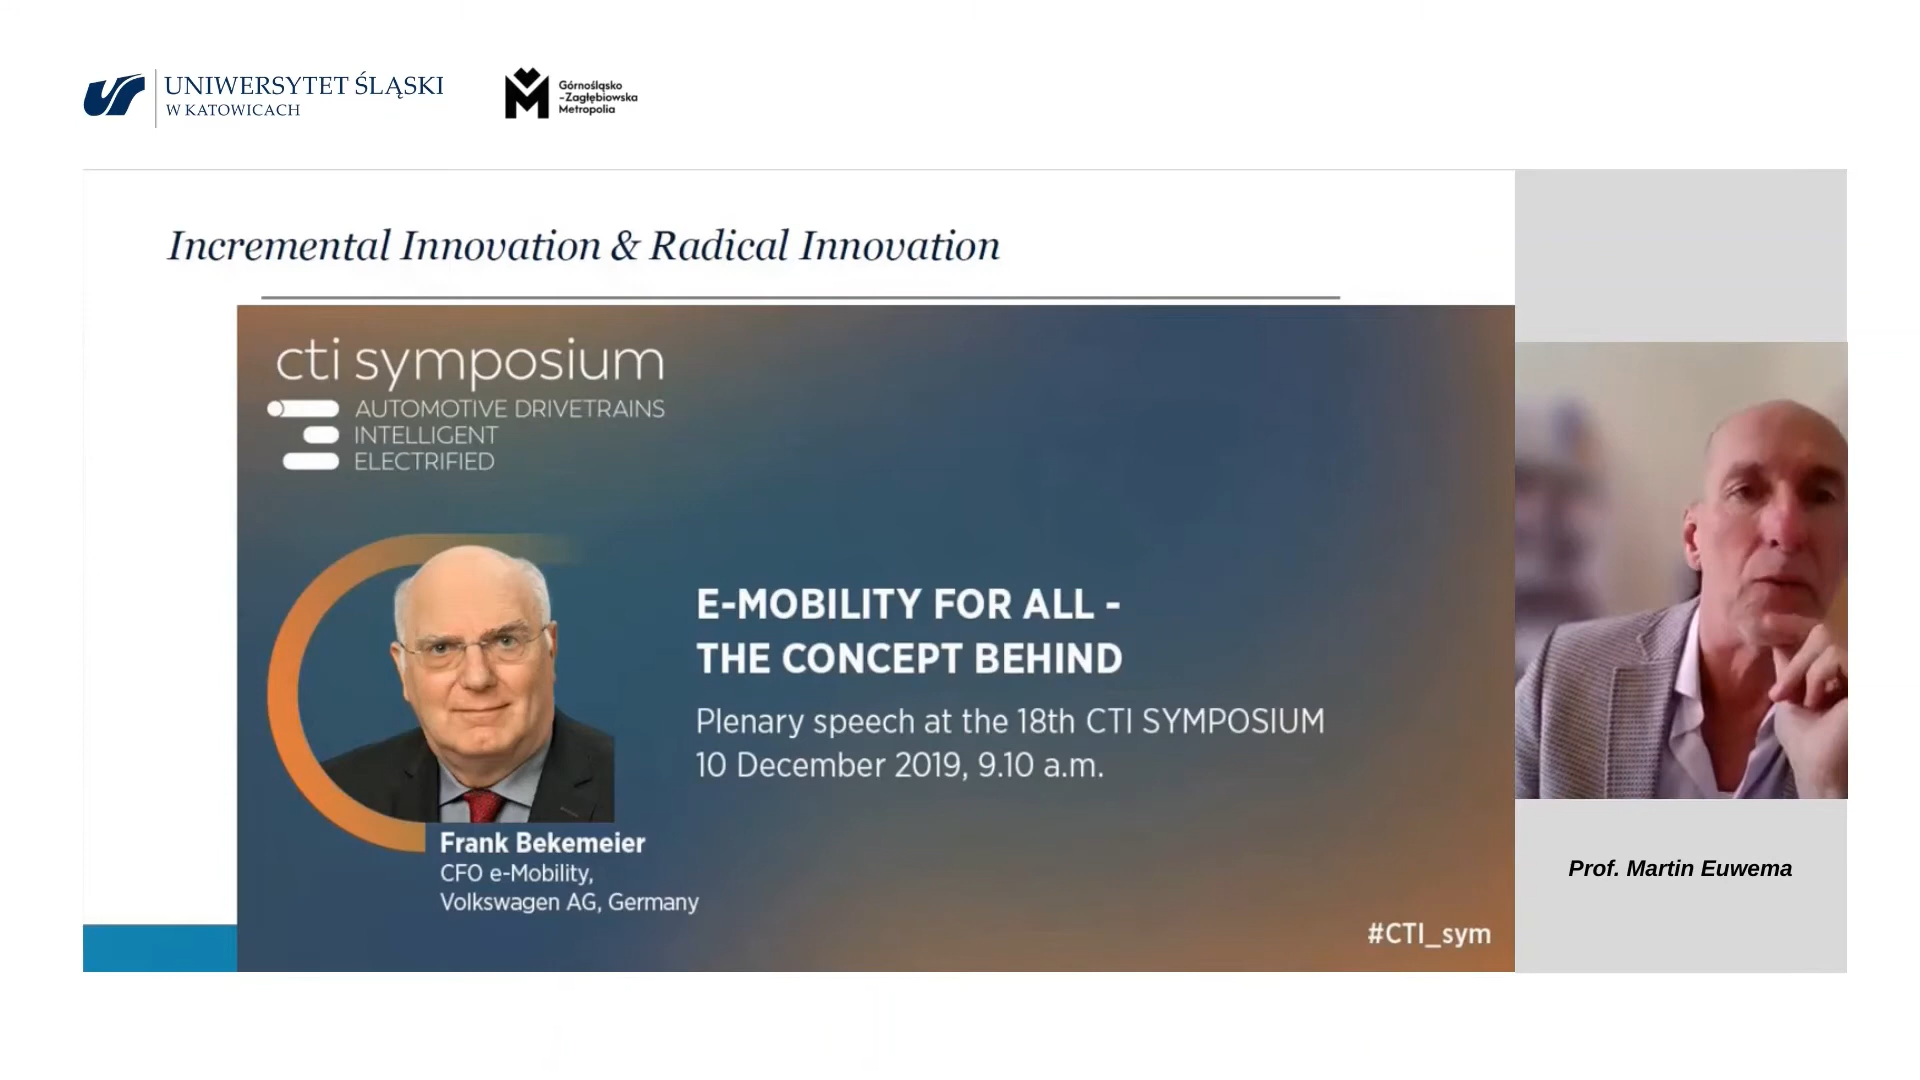 UNIWERSYTET ŚLĄSKI
W KATOWICACH
Górnośląsko
-Zagłębiowska
Metropolia
Incremental Innovation & Radical Innovation
cti symposium
AUTOMOTIVE DRIVETRAINS
INTELLIGENT
ELECTRIFIED
E-MOBILITY FOR ALL -
THE CONCEPT BEHIND
Plenary speech at the 18th CTI SYMPOSIUM
10 December 2019, 9.10 a.m.
Frank Bekemeier
CFO e-Mobility,
Volkswagen AG, Germany
#CTI_sym
Prof. Martin Euwema